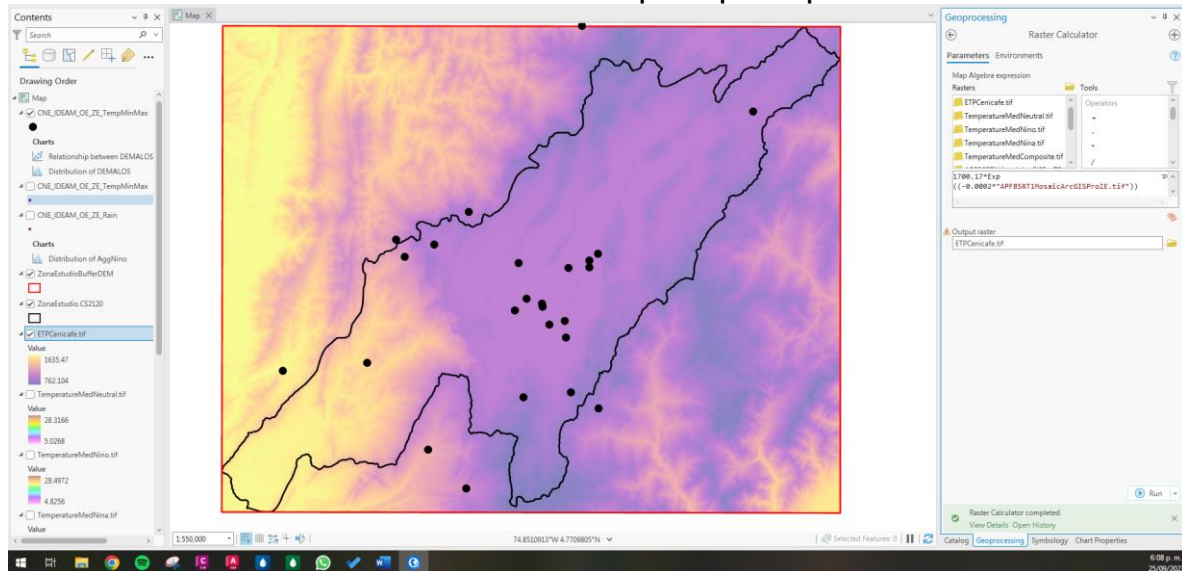 Contents
Map
Search
Drawing Order
Map
CNE_IDEAM_OE_ZE_TempMinMax
Charts
Relationship between DEMALOS
Distribution of DEMALOS
CNE_IDEAM_OE_ZE_TempMinMax
CNE_IDEAM_OE_ZE_Rain
Charts
Distribution of AggNino
ZonaEstudioBufferDEM
ZonaEstudio.CS2120
ETPCenicafe.tif
Value
1635.47
762.104
TemperatureMedNeutral.tif
Value
28.3166
5.0268
TemperatureMedNino.tif
Value
28.4972
4.8256
TemperatureMedNina.tif
Value
1:550,000
74.8510913°W 4.7709805°N
Selected Features: 0
Geoprocessing
Raster Calculator
Parameters Environments
Map Algebra expression
Rasters
Tools
ETPCenicafe.tif
TemperatureMedNeutral.tif
TemperatureMedNino.tif
TemperatureMedNina.tif
TemperatureMedComposite.tif
Operators
+
-
*
/
1700.17*Exp
((-0.0002*"APFBSRT1MosaicArcGISProZE.tif"))
Output raster
ETPCenicafe.tif
Run
Raster Calculator completed.
View Details Open History
Catalog Geoprocessing Symbology Chart Properties
6:08 p. m.